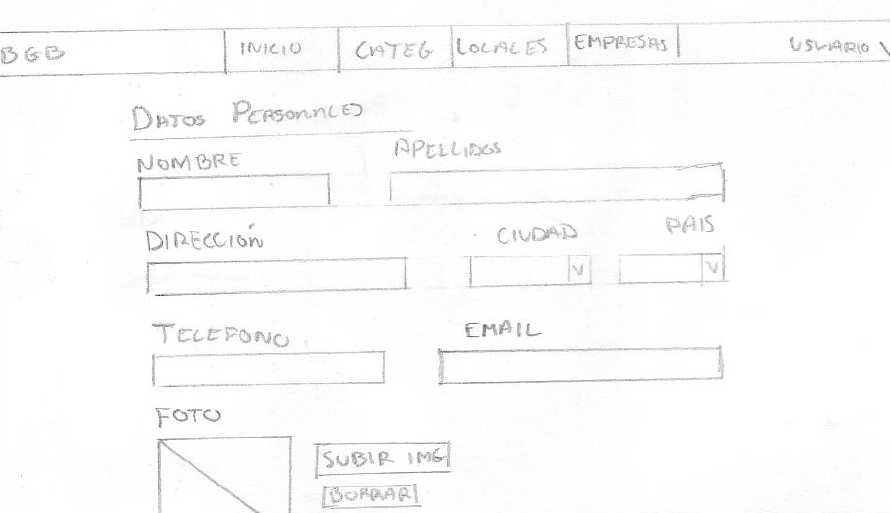 BGB INICIO CATEG LOCALES EMPRESAS USUARIO V
DATOS PERSONALES
NOMBRE APELLIDOS
DIRECCIÓN CIUDAD PAIS
V V
TELEFONO EMAIL
FOTO
SUBIR IMG
BORRAR